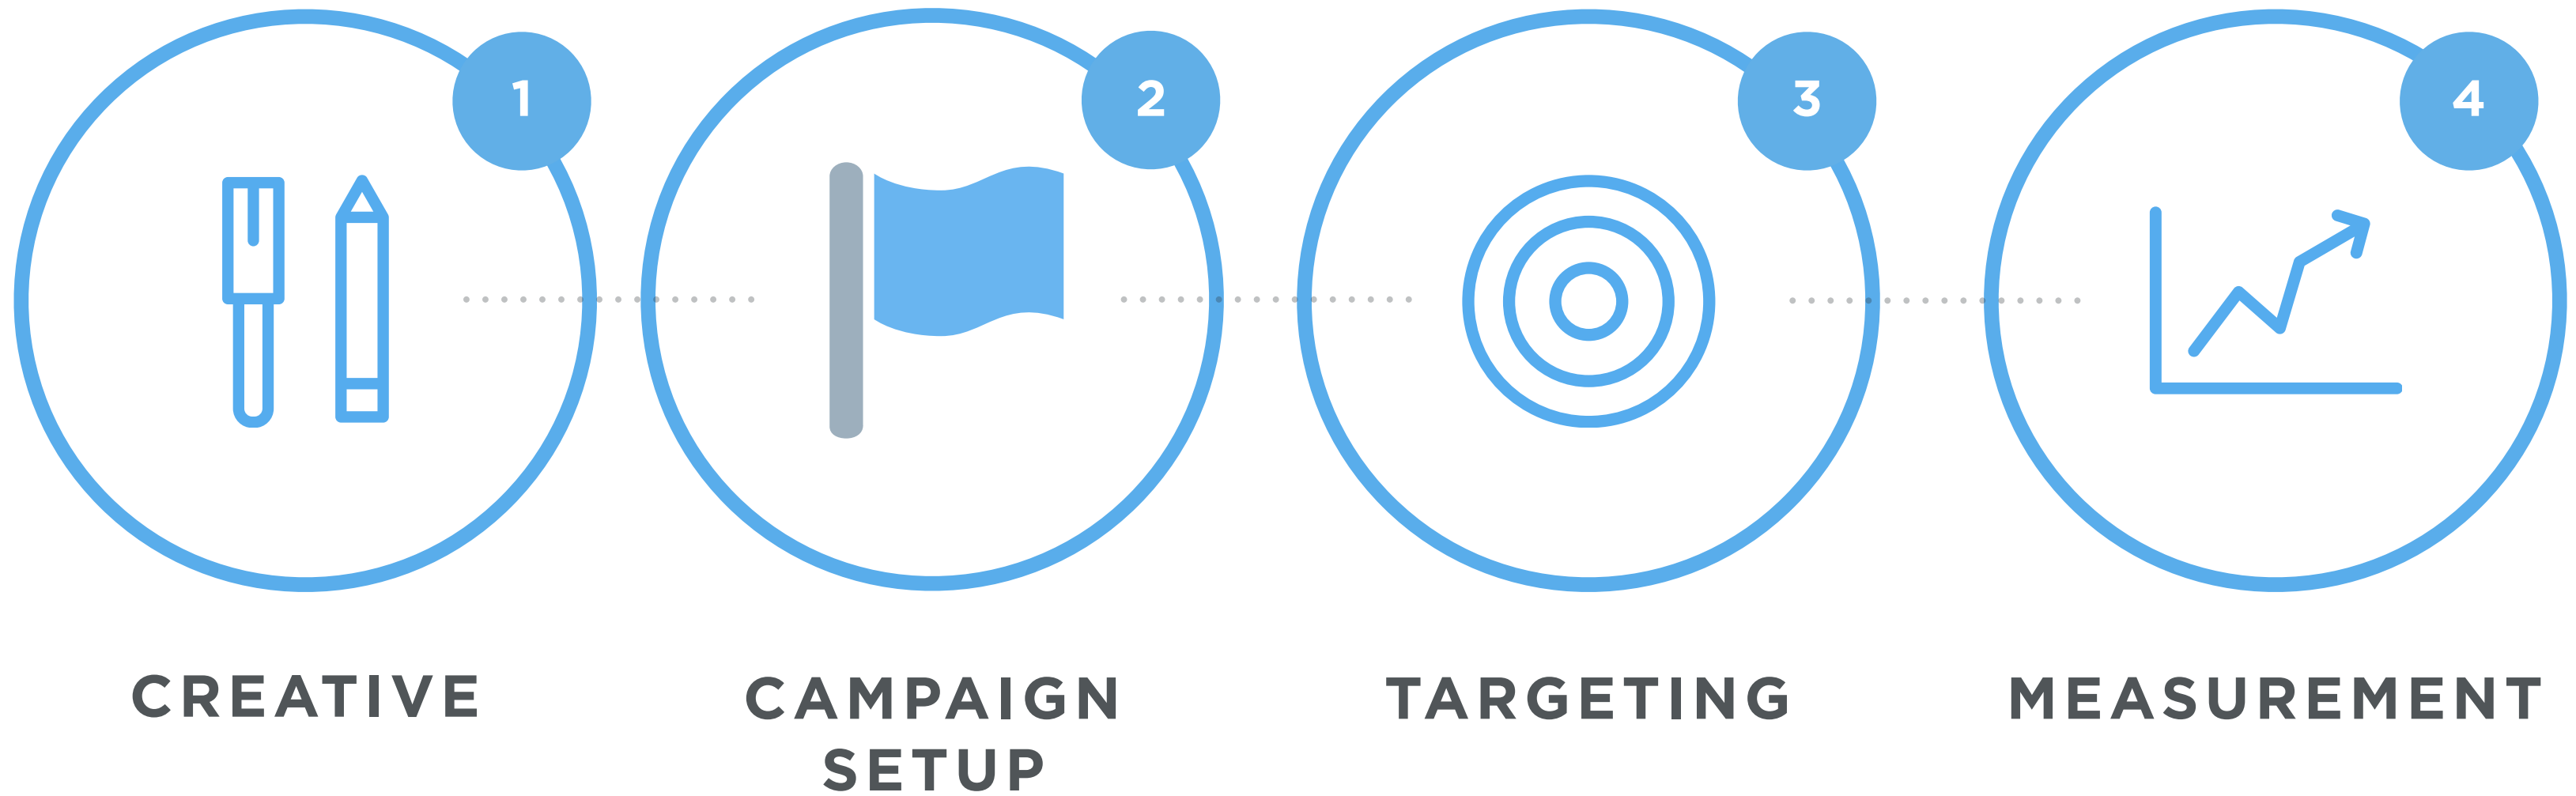 1
2
3
4
CREATIVE
CAMPAIGN
SETUP
TARGETING
MEASUREMENT